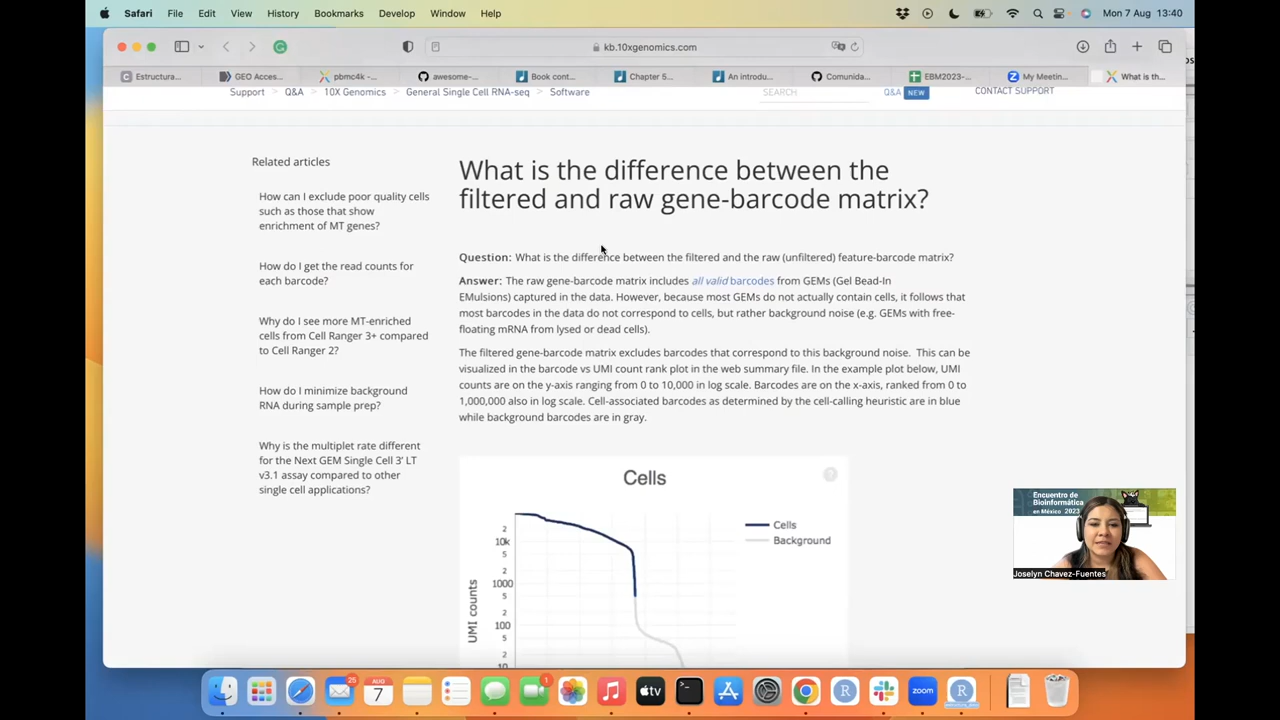 Safari File Edit View History Bookmarks Develop Window Help Mon 7 Aug 13:40
kb.10xgenomics.com
Estructura... GEO Acces... pbmc4k -... awesome-... Book cont... Chapter 5... An introdu... Comunida... EBM2023-... My Meetin... What is th...
Support > Q&A > 10X Genomics > General Single Cell RNA-seq > Software SEARCH Q&A NEW CONTACT SUPPORT
Related articles
How can I exclude poor quality cells
such as those that show
enrichment of MT genes?
How do I get the read counts for
each barcode?
Why do I see more MT-enriched
cells from Cell Ranger 3+ compared
to Cell Ranger 2?
How do I minimize background
RNA during sample prep?
Why is the multiplet rate different
for the Next GEM Single Cell 3' LT
v3.1 assay compared to other
single cell applications?
What is the difference between the
filtered and raw gene-barcode matrix?
Question: What is the difference between the filtered and the raw (unfiltered) feature-barcode matrix?
Answer: The raw gene-barcode matrix includes all valid barcodes from GEMs (Gel Bead-In
EMulsions) captured in the data. However, because most GEMs do not actually contain cells, it follows that
most barcodes in the data do not correspond to cells, but rather background noise (e.g. GEMs with free-
floating mRNA from lysed or dead cells).
The filtered gene-barcode matrix excludes barcodes that correspond to this background noise. This can be
visualized in the barcode vs UMI count rank plot in the web summary file. In the example plot below, UMI
counts are on the y-axis ranging from 0 to 10,000 in log scale. Barcodes are on the x-axis, ranked from 0 to
1,000,000 also in log scale. Cell-associated barcodes as determined by the cell-calling heuristic are in blue
while background barcodes are in gray.
Cells
?
Cells
Background
UMI counts
2
10k
5
2
1000
5
2
100
5
2
10
Encuentro de
Bioinformática
en México 2023
Joselyn Chavez-Fuentes
25
AUG
7
1
tv
zoom
R
R